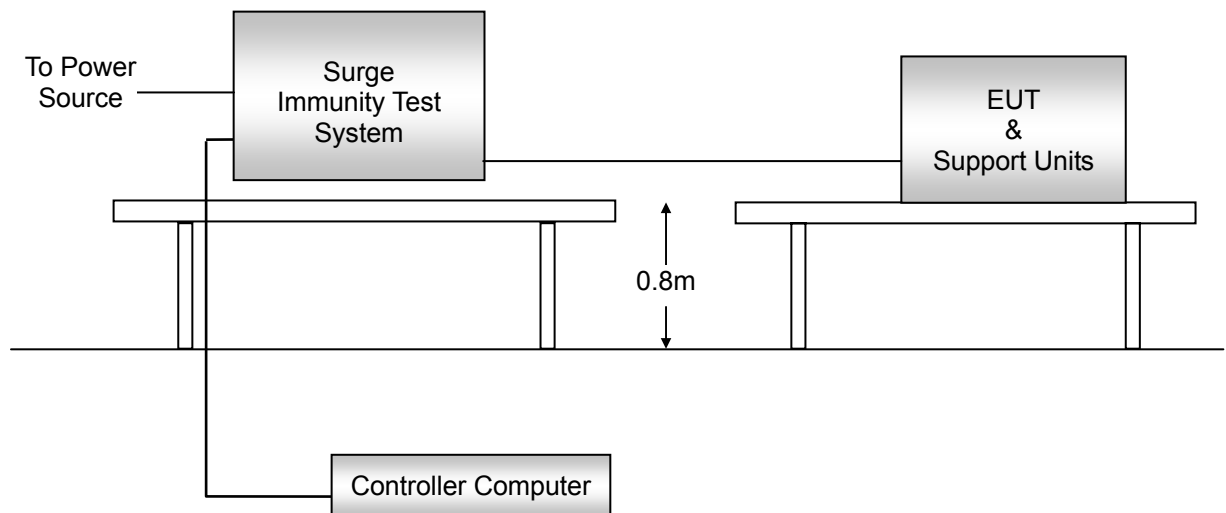 To Power
Source
Surge
Immunity Test
System
EUT
&
Support Units
0.8m
Controller Computer